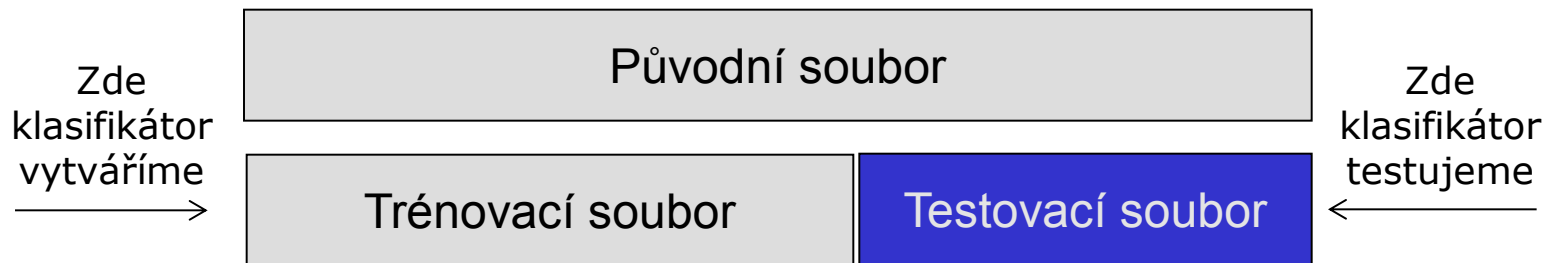 Původní soubor
Zde
klasifikátor
vytváříme
Zde
klasifikátor
testujeme
Trénovací soubor
Testovací soubor